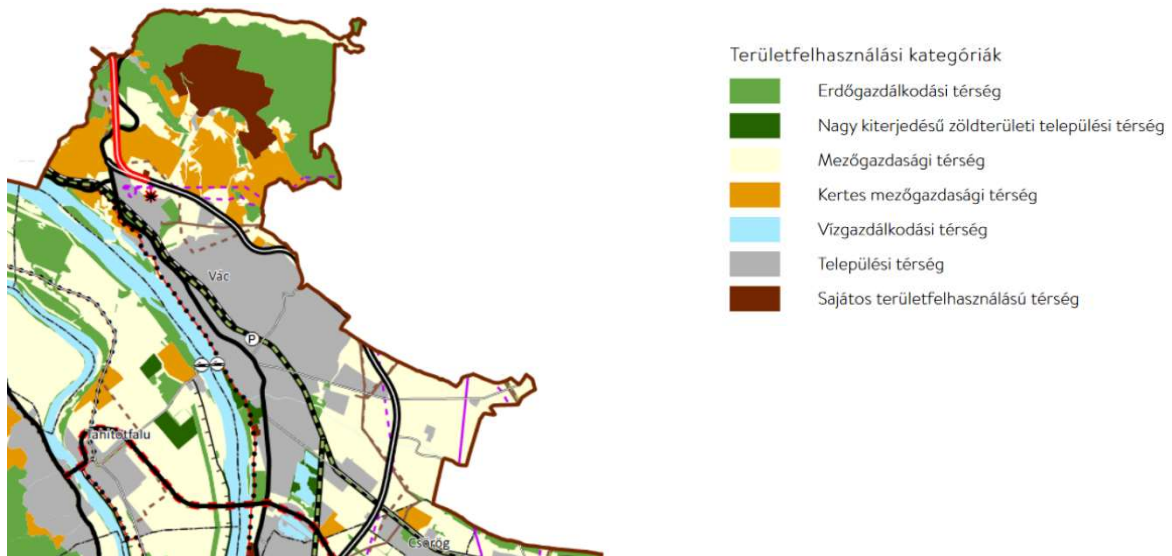 Területfelhasználási kategóriák
Erdőgazdálkodási térség
Nagy kiterjedésű zöldterületi települési térség
Mezőgazdasági térség
Kertes mezőgazdasági térség
Vízgazdálkodási térség
Települési térség
Sajátos területfelhasználású térség
Vác
P
Tahitótfalu
Csörög